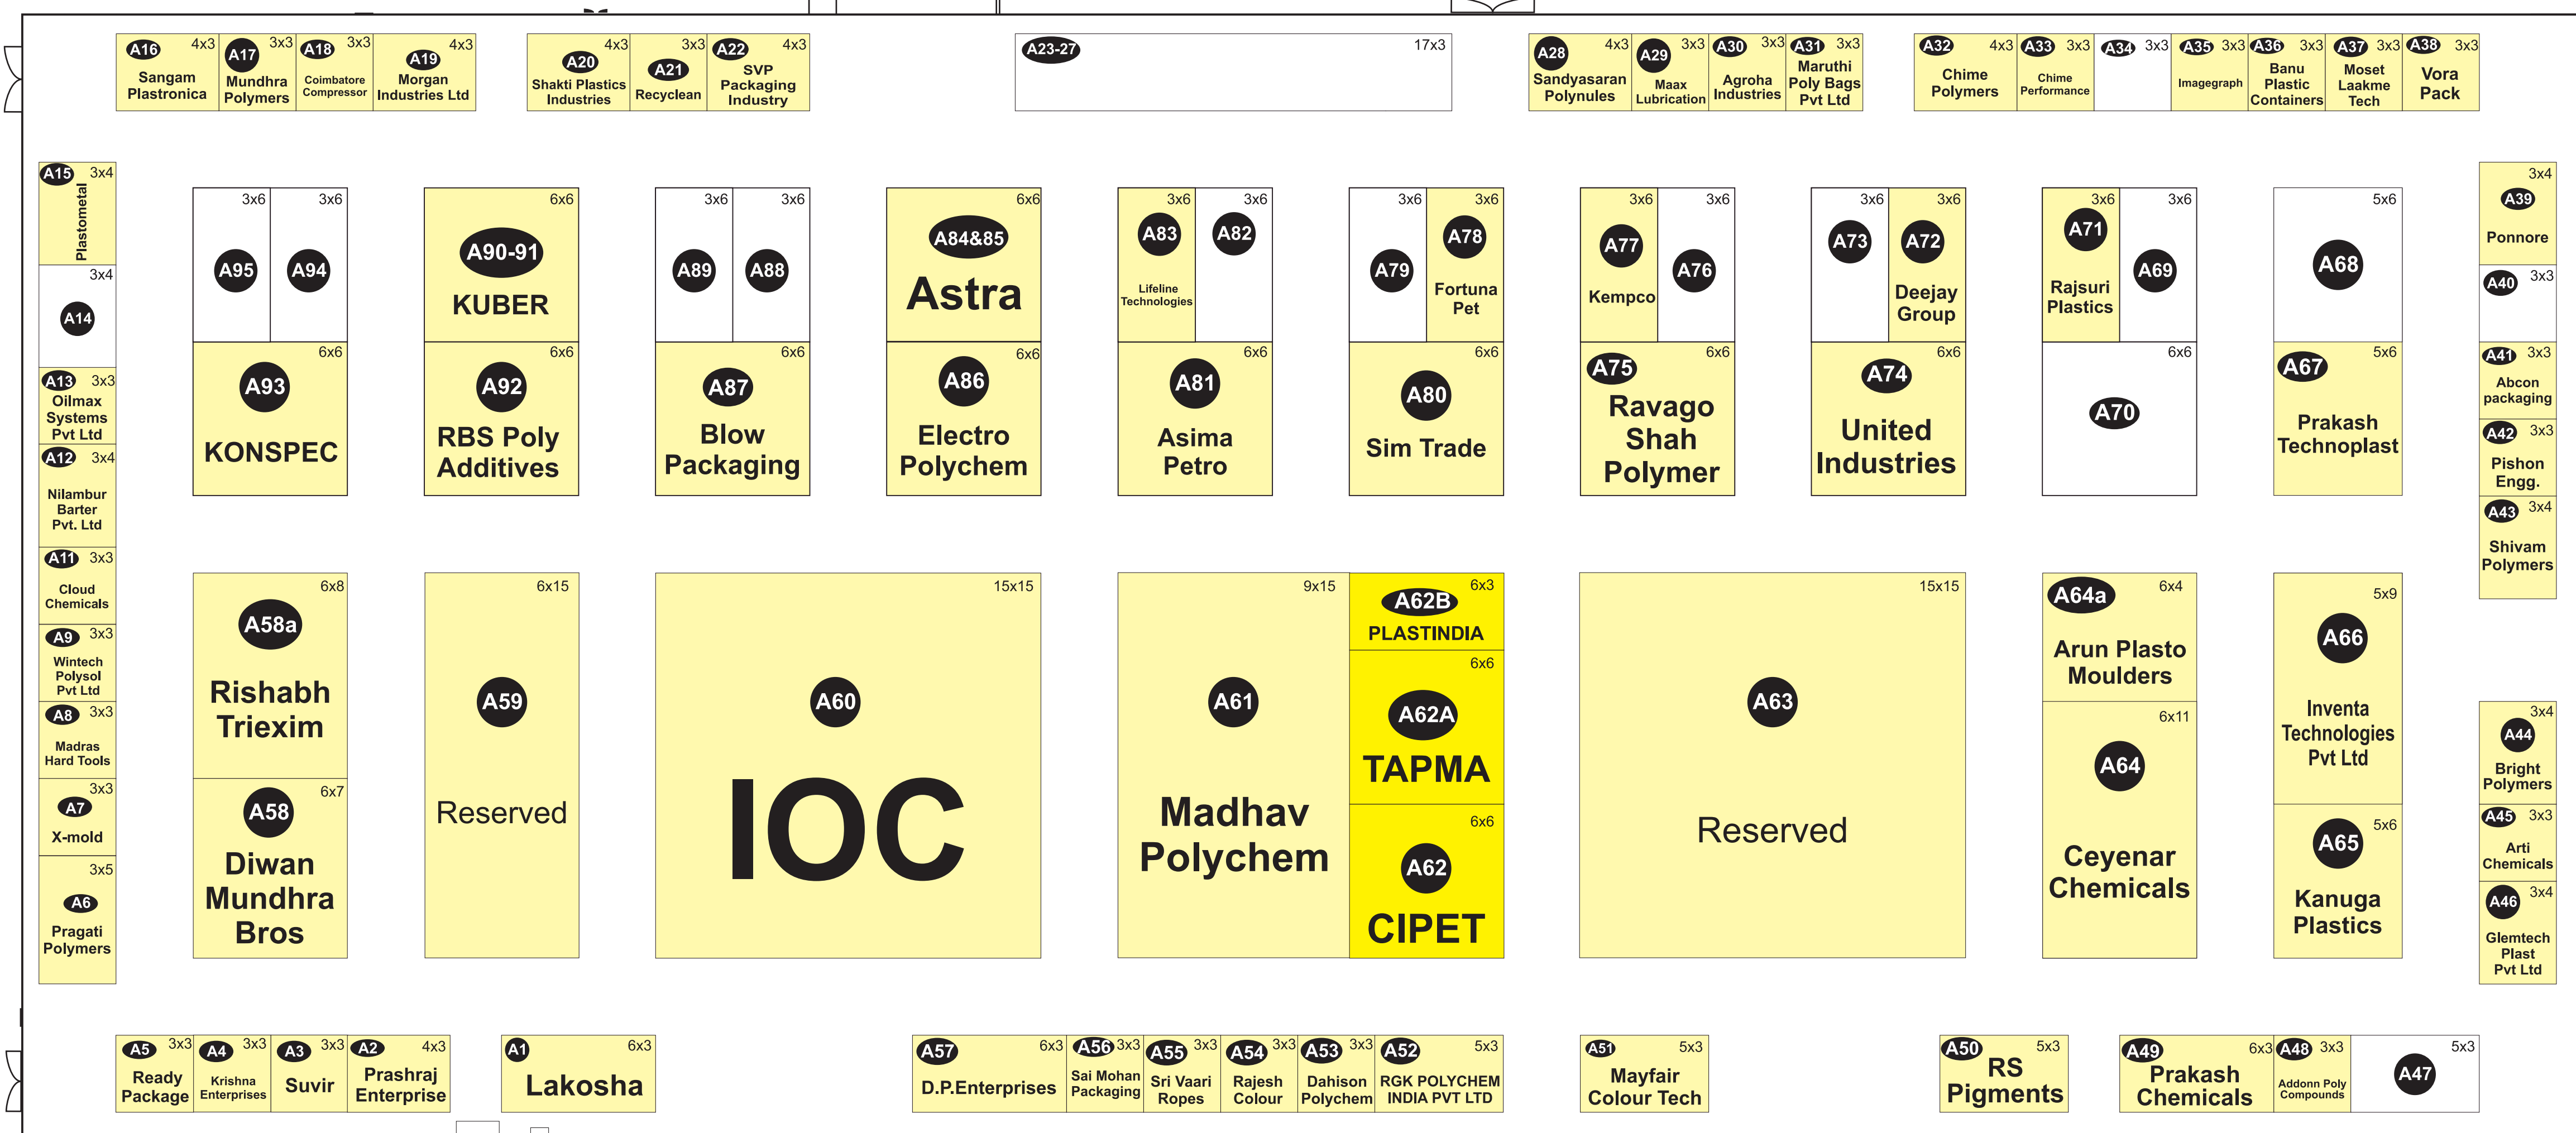 A16 4x3
Sangam
Plastronica
A17 3x3
Mundhra
Polymers
A18 3x3
Coimbatore
Compressor
A19 4x3
Morgan
Industries Ltd
A20 4x3
Shakti Plastics
Industries
A21 3x3
Recyclean
A22 4x3
SVP
Packaging
Industry
A23-27 17x3
A28 4x3
Sandyasaran
Polynules
A29 3x3
Maax
Lubrication
A30 3x3
Agroha
Industries
A31 3x3
Maruthi
Poly Bags
Pvt Ltd
A32 4x3
Chime
Polymers
A33 3x3
Chime
Performance
A34 3x3
A35 3x3
Imagegraph
A36 3x3
Banu
Plastic
Containers
A37 3x3
Moset
Laakme
Tech
A38 3x3
Vora
Pack
A15 3x4
Plastometal
3x4
A14
A13 3x3
Oilmax
Systems
Pvt Ltd
A12 3x4
Nilambur
Barter
Pvt. Ltd
A11 3x3
Cloud
Chemicals
A9 3x3
Wintech
Polysol
Pvt Ltd
A8 3x3
Madras
Hard Tools
3x3
A7
X-mold
3x5
A6
Pragati
Polymers
3x6
A95
3x6
A94
6x6
A90-91
KUBER
3x6
A89
3x6
A88
6x6
A84&85
Astra
3x6
A83
Lifeline
Technologies
3x6
A82
3x6
A79
3x6
A78
Fortuna
Pet
3x6
A77
Kempco
3x6
A76
3x6
A73
3x6
A72
Deejay
Group
3x6
A71
Rajsuri
Plastics
3x6
A69
5x6
A68
6x6
A93
KONSPEC
6x6
A92
RBS Poly
Additives
6x6
A87
Blow
Packaging
6x6
A86
Electro
Polychem
6x6
A81
Asima
Petro
6x6
A80
Sim Trade
A75 6x6
Ravago
Shah
Polymer
6x6
A74
United
Industries
6x6
A70
A67 5x6
Prakash
Technoplast
3x4
A39
Ponnore
A40 3x3
A41 3x3
Abcon
packaging
A42 3x3
Pishon
Engg.
A43 3x4
Shivam
Polymers
6x8
A58a
Rishabh
Triexim
6x7
A58
Diwan
Mundhra
Bros
6x15
A59
Reserved
15x15
A60
IOC
9x15
A61
Madhav
Polychem
6x3
A62B
PLASTINDIA
6x6
A62A
TAPMA
6x6
A62
CIPET
15x15
A63
Reserved
A64a 6x4
Arun Plasto
Moulders
6x11
A64
Ceyenar
Chemicals
5x9
A66
Inventa
Technologies
Pvt Ltd
5x6
A65
Kanuga
Plastics
3x4
A44
Bright
Polymers
A45 3x3
Arti
Chemicals
A46 3x4
Glemtech
Plast
Pvt Ltd
A5 3x3
Ready
Package
A4 3x3
Krishna
Enterprises
A3 3x3
Suvir
A2 4x3
Prashraj
Enterprise
A1 6x3
Lakosha
A57 6x3
D.P.Enterprises
A56 3x3
Sai Mohan
Packaging
A55 3x3
Sri Vaari
Ropes
A54 3x3
Rajesh
Colour
A53 3x3
Dahison
Polychem
A52 5x3
RGK POLYCHEM
INDIA PVT LTD
A51 5x3
Mayfair
Colour Tech
A50 5x3
RS
Pigments
A49 6x3
Prakash
Chemicals
A48 3x3
Addonn Poly
Compounds
5x3
A47